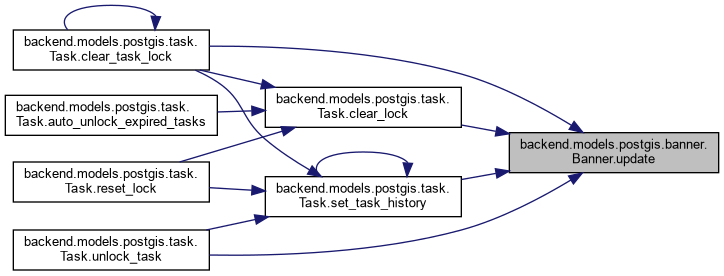 backend.models.postgis.task.
Task.clear_task_lock
backend.models.postgis.task.
Task.auto_unlock_expired_tasks
backend.models.postgis.task.
Task.reset_lock
backend.models.postgis.task.
Task.unlock_task
backend.models.postgis.task.
Task.clear_lock
backend.models.postgis.task.
Task.set_task_history
backend.models.postgis.banner.
Banner.update